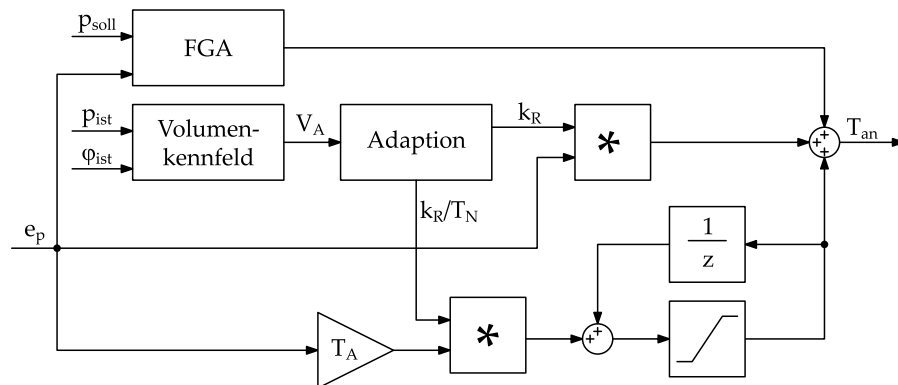 p_soll
FGA
p_ist
φ_ist
Volumen-
kennfeld
V_A
Adaption
k_R
*
T_an
+
+
+
k_R/T_N
e_p
1
z
T_A
*
+
+